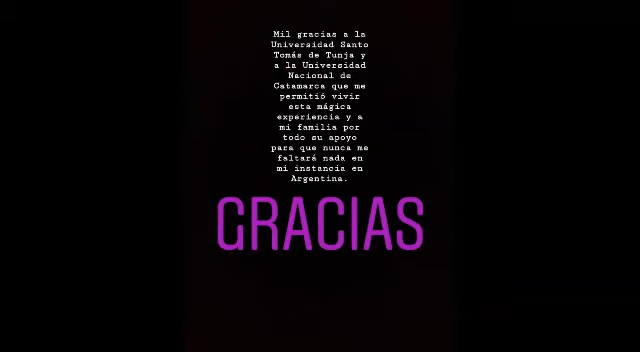 Mil gracias a la
Universidad Santo
Tomás de Tunja y
a la Universidad
Nacional de
Catamarca que me
permitió vivir
esta mágica
experiencia y a
mi familia por
todo su apoyo
para que nunca me
faltará nada en
mi instancia en
Argentina.
GRACIAS